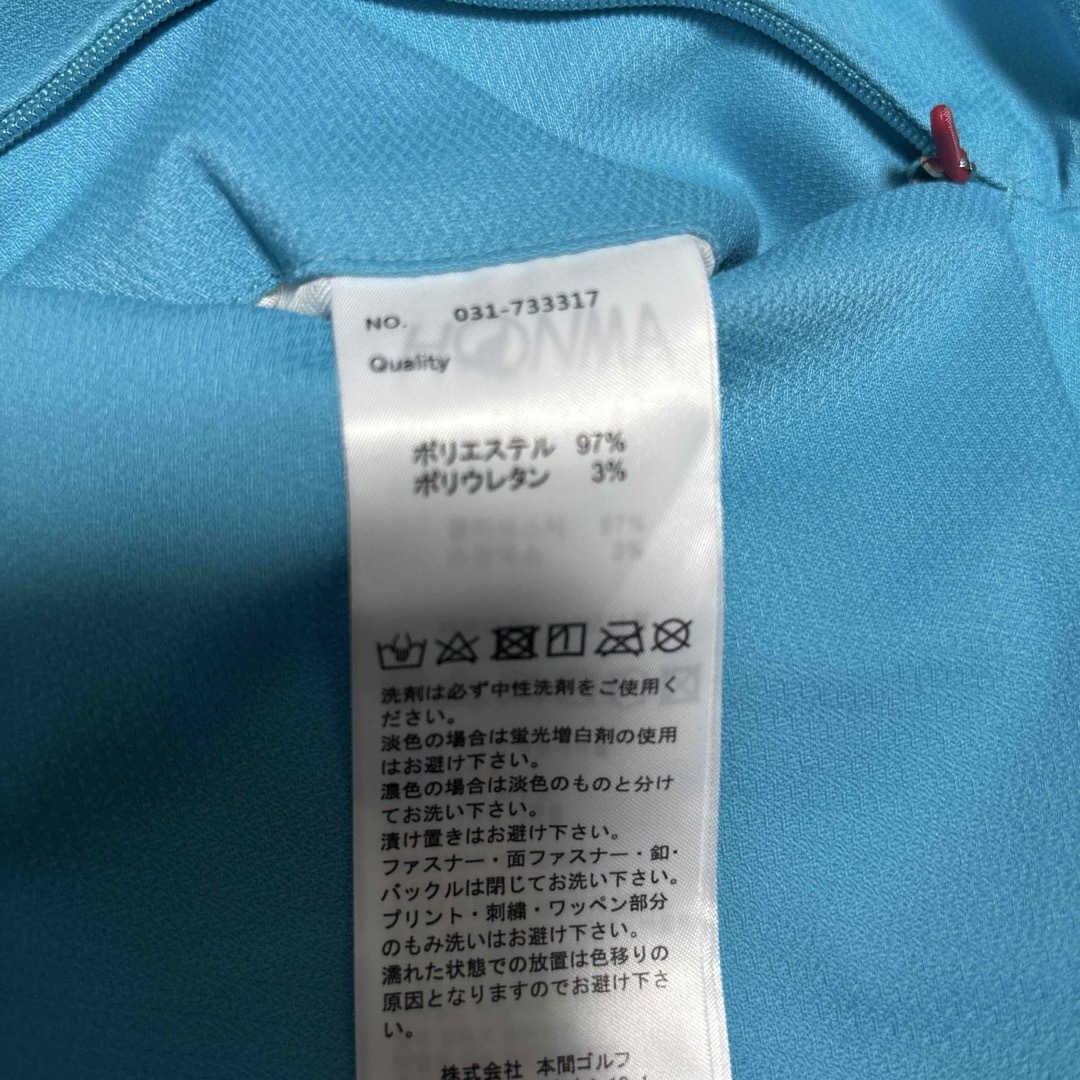 NO. 031-733317
Quality
ポリエステル 97%
ポリウレタン 3%
洗剤は必ず中性洗剤をご使用く
ださい。
淡色の場合は蛍光増白剤の使用
はお避け下さい。
濃色の場合は淡色のものと分け
てお洗い下さい。
漬け置きはお避け下さい。
ファスナー・面ファスナー・釦・
バックルは閉じてお洗い下さい。
プリント・刺繍・ワッペン部分
のもみ洗いはお避け下さい。
濡れた状態での放置は色移りの
原因となりますのでお避け下さ
い。
株式会社 本間ゴルフ